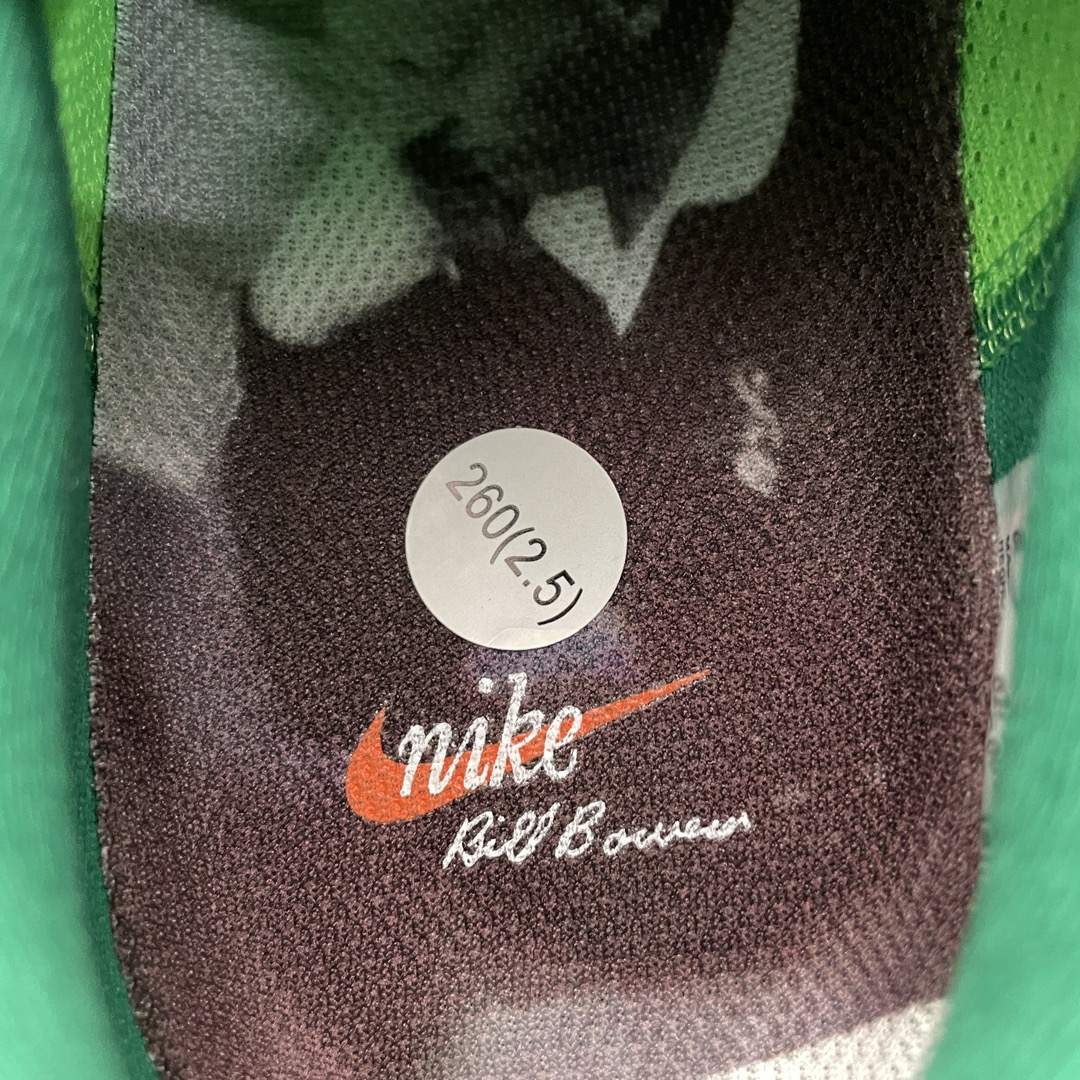 260(2.5)
nike
Bill Bowerman